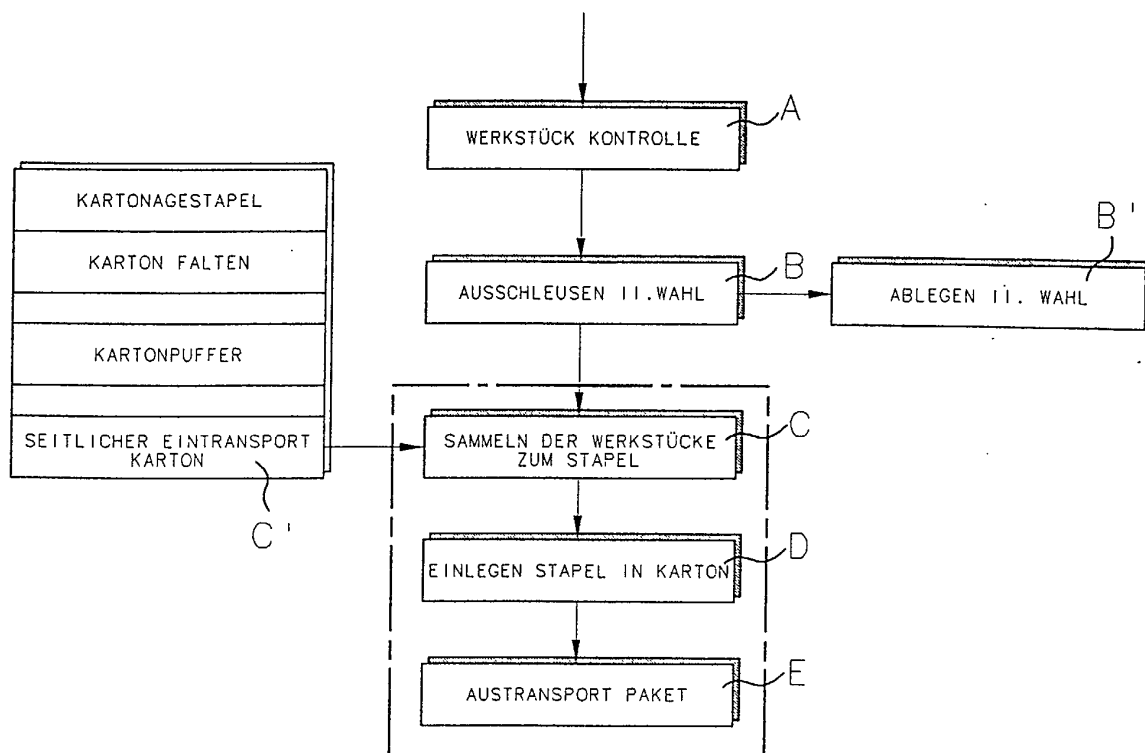 A
WERKSTÜCK KONTROLLE
KARTONAGESTAPEL
KARTON FALTEN
KARTONPUFFER
SEITLICHER EINTRANSPORT
KARTON
C'
B
AUSSCHLEUSEN II.WAHL
B'
ABLEGEN II. WAHL
C
SAMMELN DER WERKSTÜCKE
ZUM STAPEL
D
EINLEGEN STAPEL IN KARTON
E
AUSTRANSPORT PAKET